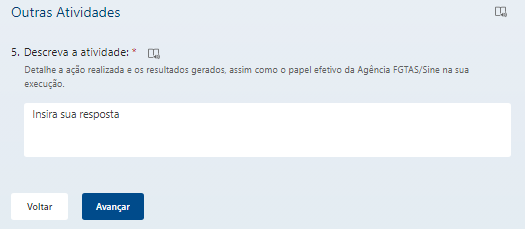 Outras Atividades
5. Descreva a atividade: *
Detalhe a ação realizada e os resultados gerados, assim como o papel efetivo da Agência FGTAS/Sine na sua
execução.
Insira sua resposta
Voltar
Avançar